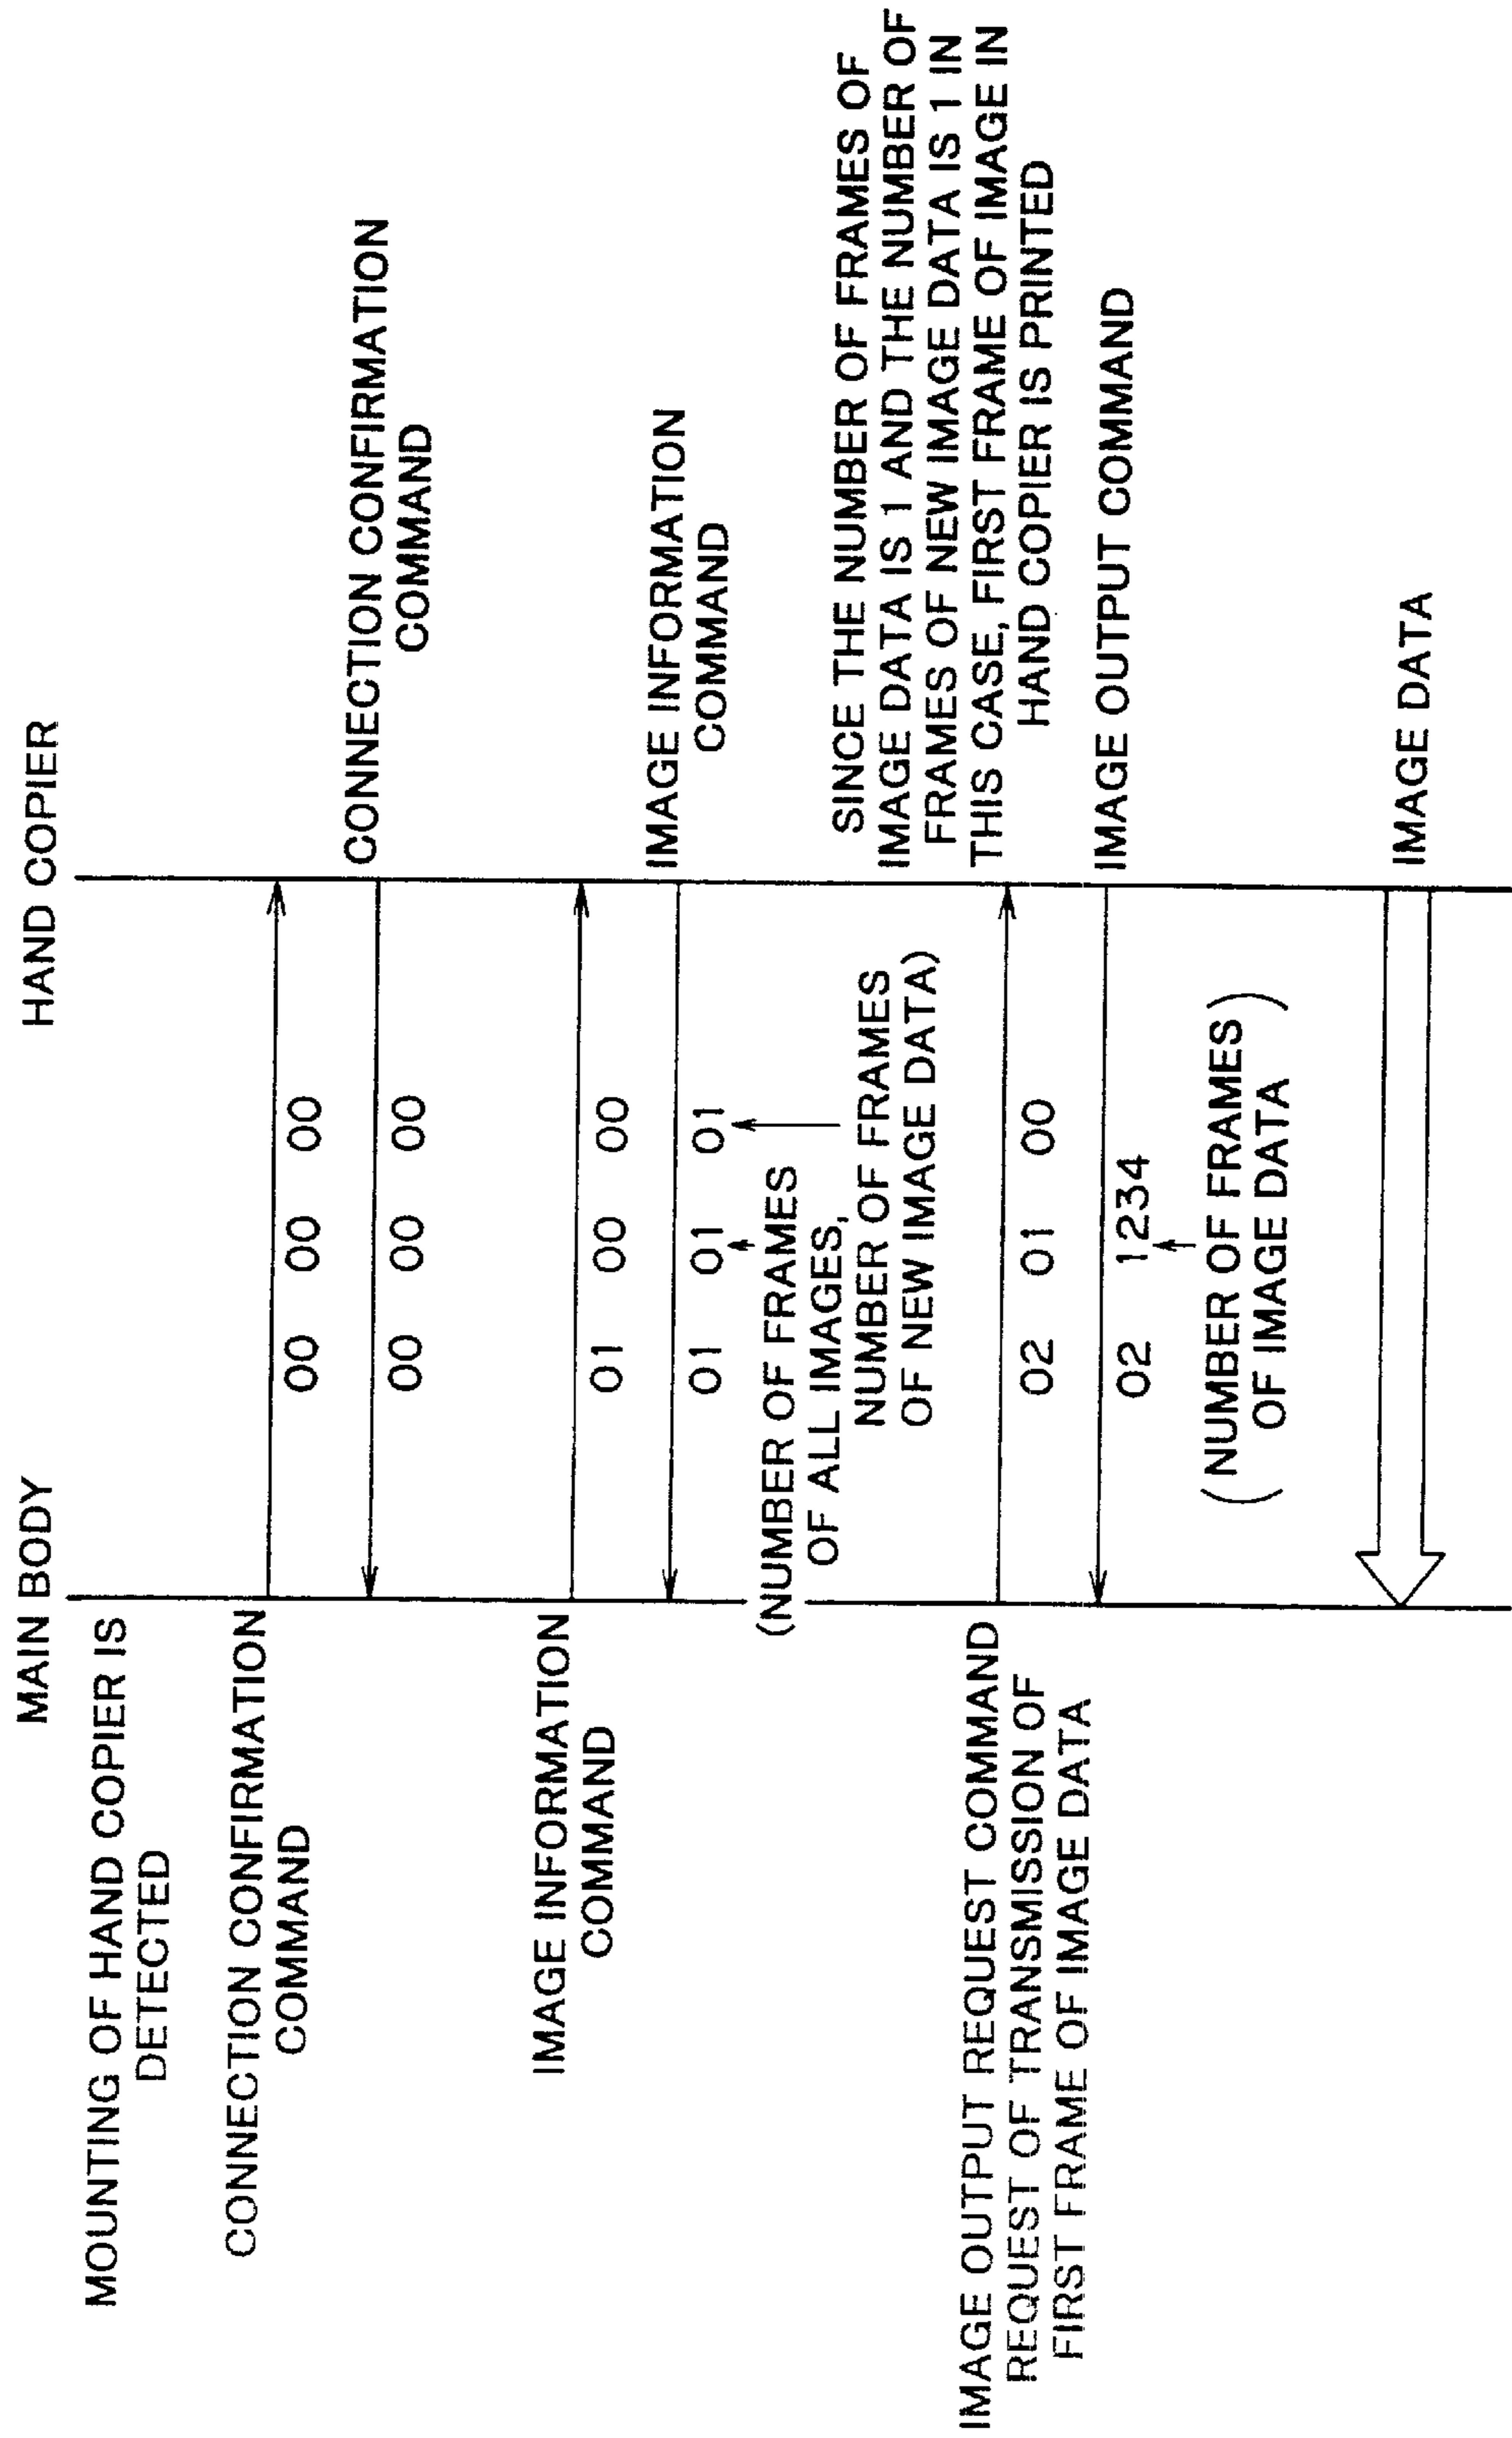 MAIN BODY
HAND COPIER
MOUNTING OF HAND COPIER IS
DETECTED
CONNECTION CONFIRMATION
COMMAND
00 00 00
CONNECTION CONFIRMATION
COMMAND
00 00 00
IMAGE INFORMATION
COMMAND
01 00 00
IMAGE INFORMATION
COMMAND
01 01 01
(NUMBER OF FRAMES
OF ALL IMAGES,
NUMBER OF FRAMES
OF NEW IMAGE DATA)
SINCE THE NUMBER OF FRAMES OF
IMAGE DATA IS 1 AND THE NUMBER OF
FRAMES OF NEW IMAGE DATA IS 1 IN
THIS CASE, FIRST FRAME OF IMAGE IN
HAND COPIER IS PRINTED
IMAGE OUTPUT REQUEST COMMAND
REQUEST OF TRANSMISSION OF
FIRST FRAME OF IMAGE DATA
02 01 00
IMAGE OUTPUT COMMAND
02 1234
(NUMBER OF FRAMES)
(OF IMAGE DATA)
IMAGE DATA